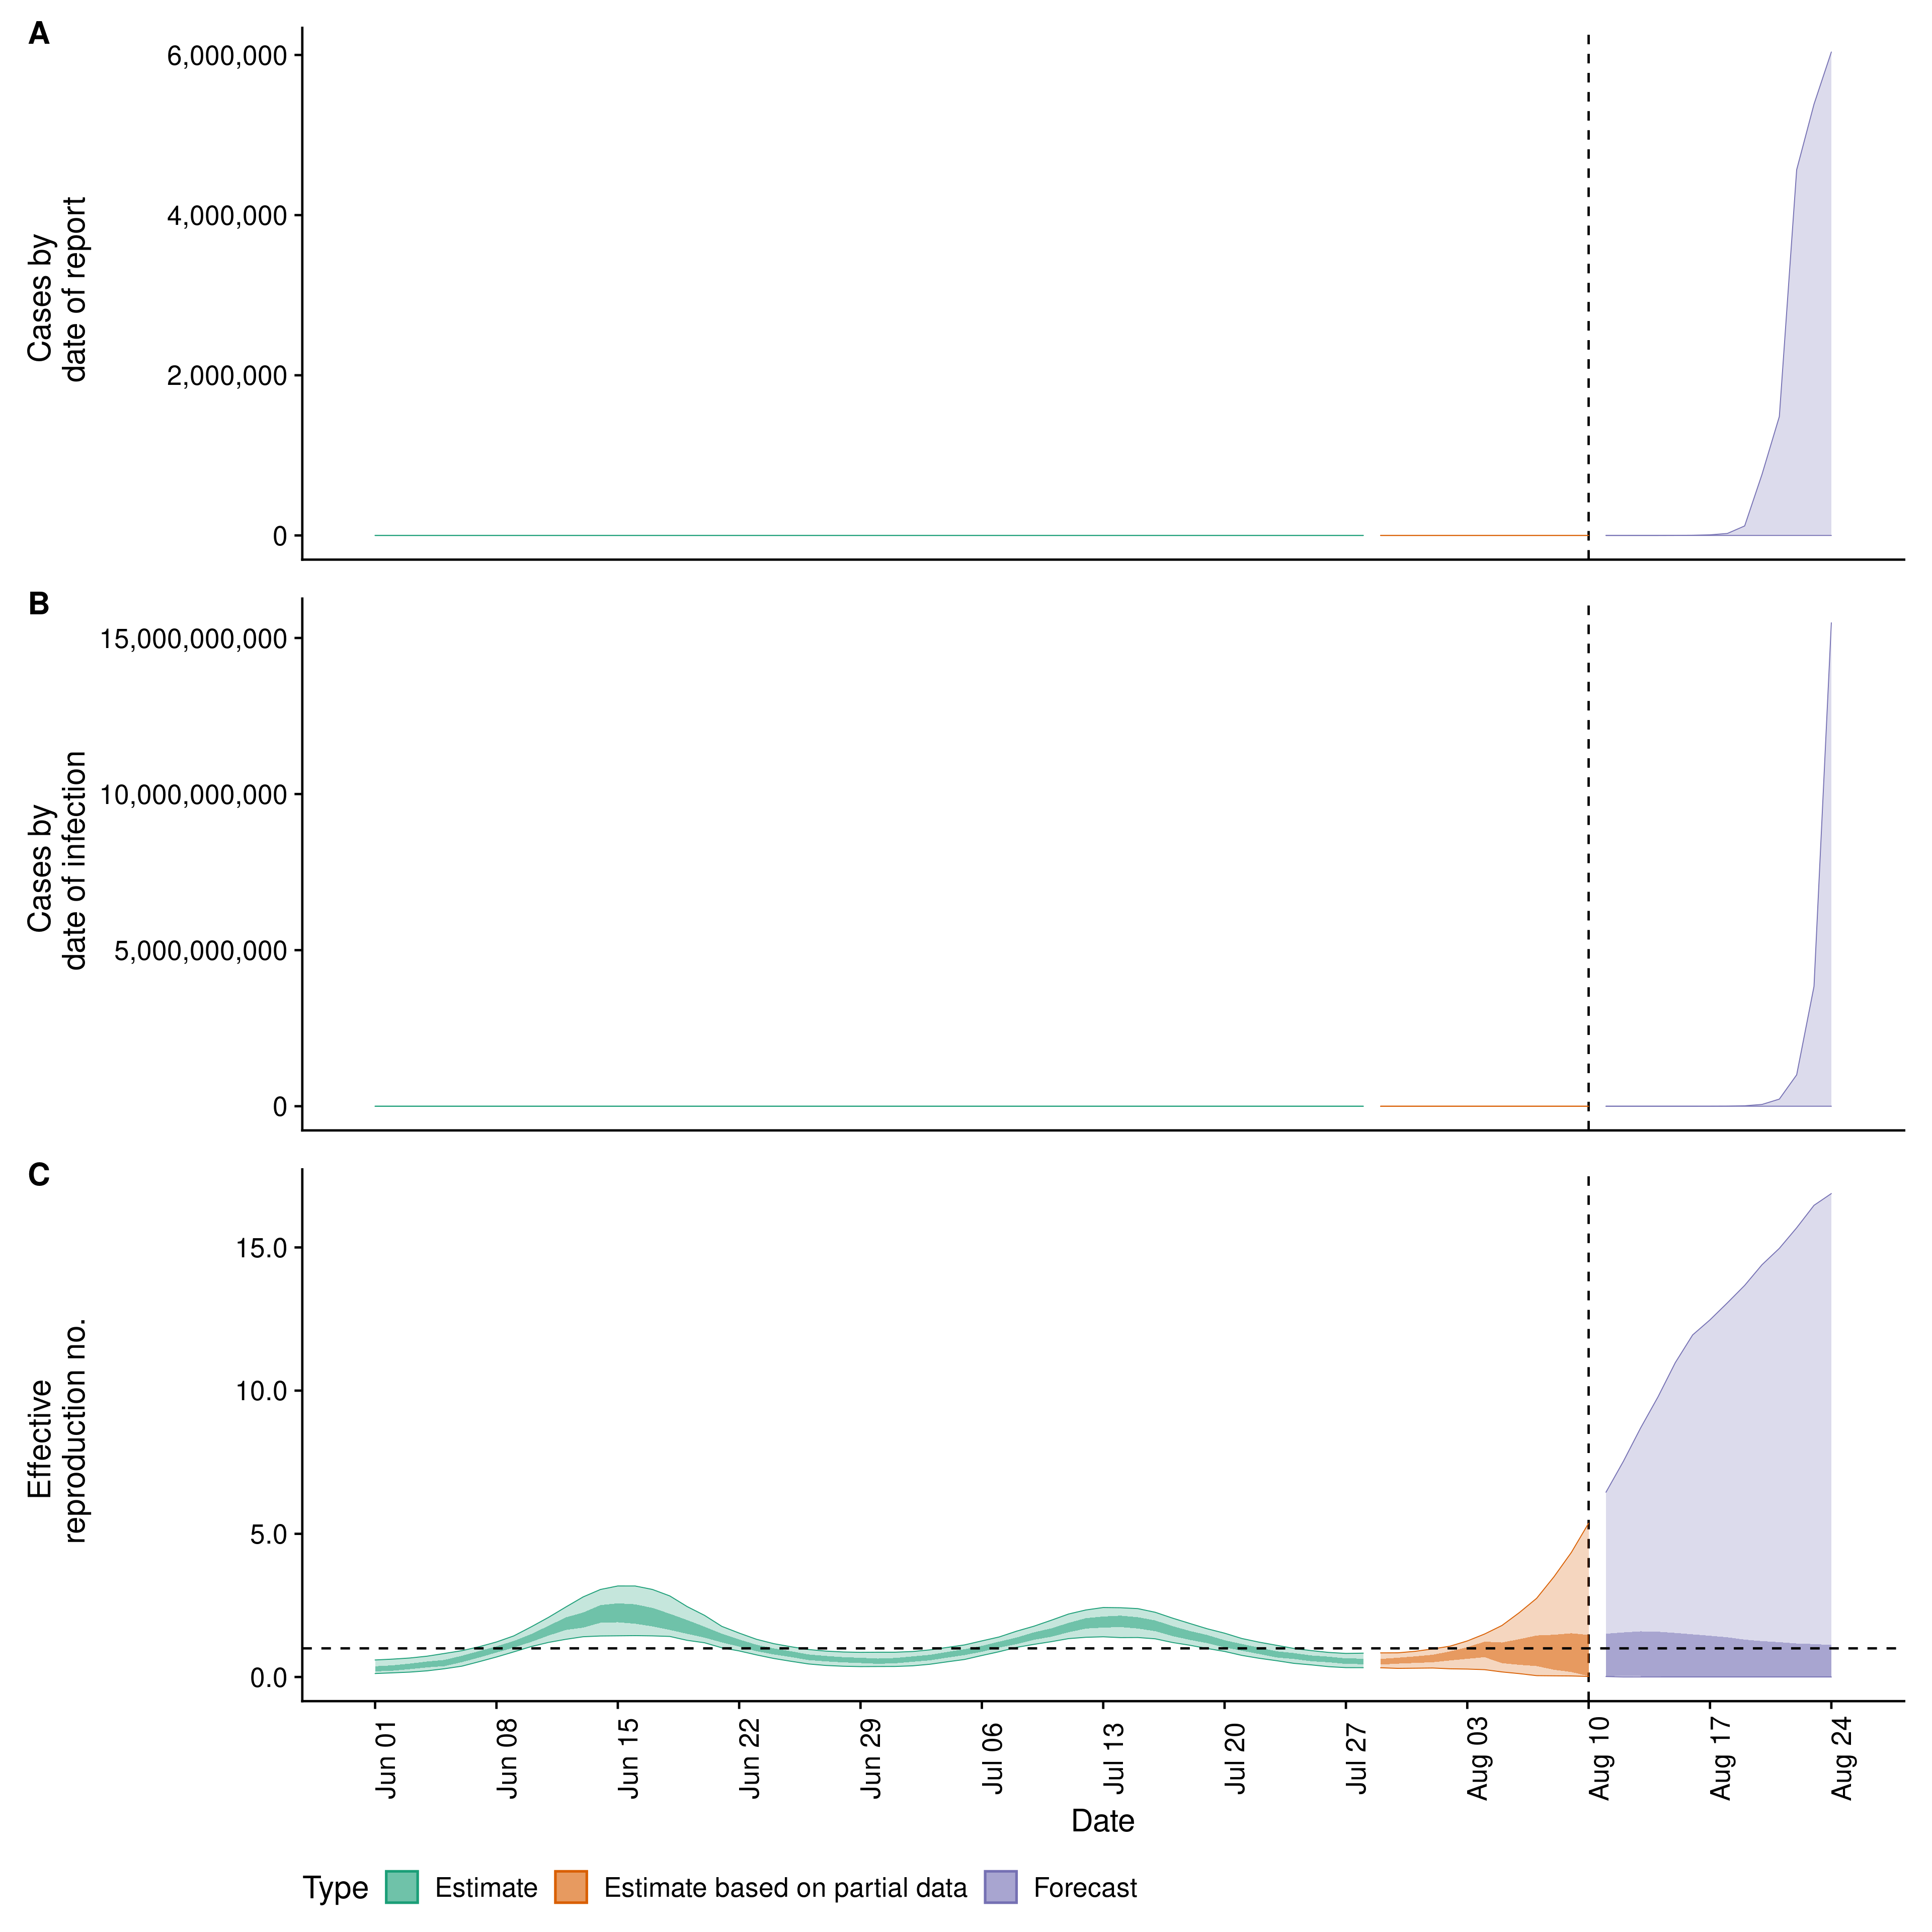 A
6,000,000
4,000,000
2,000,000
0
Cases by
date of report
B
15,000,000,000
10,000,000,000
5,000,000,000
0
Cases by
date of infection
C
15.0
10.0
5.0
0.0
Effective
reproduction no.
Jun 01
Jun 08
Jun 15
Jun 22
Jun 29
Jul 06
Jul 13
Jul 20
Jul 27
Aug 03
Aug 10
Aug 17
Aug 24
Date
Type Estimate Estimate based on partial data Forecast